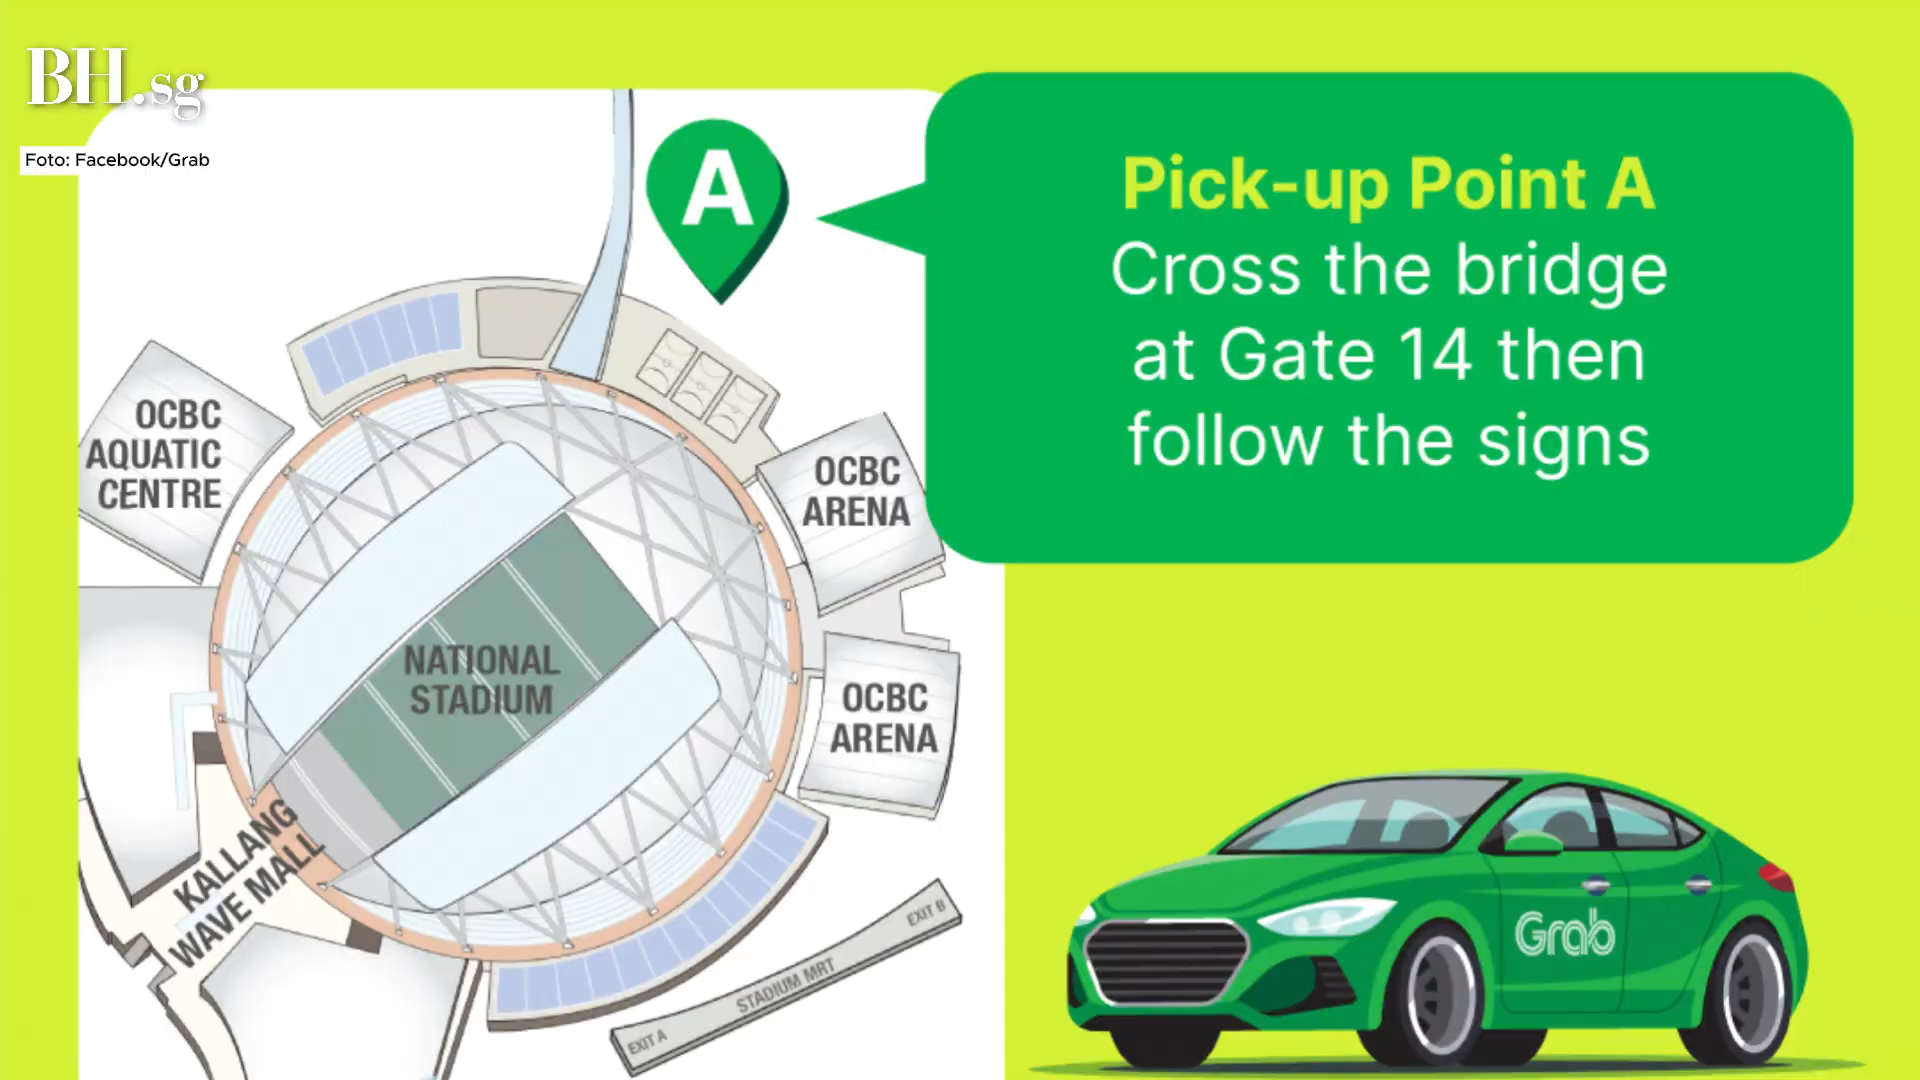 BH.sg
Foto: Facebook/Grab
A
Pick-up Point A
Cross the bridge
at Gate 14 then
follow the signs
OCBC
AQUATIC
CENTRE
OCBC
ARENA
NATIONAL
STADIUM
OCBC
ARENA
KALLANG
WAVE MALL
EXIT B
STADIUM MRT
EXIT A
Grab